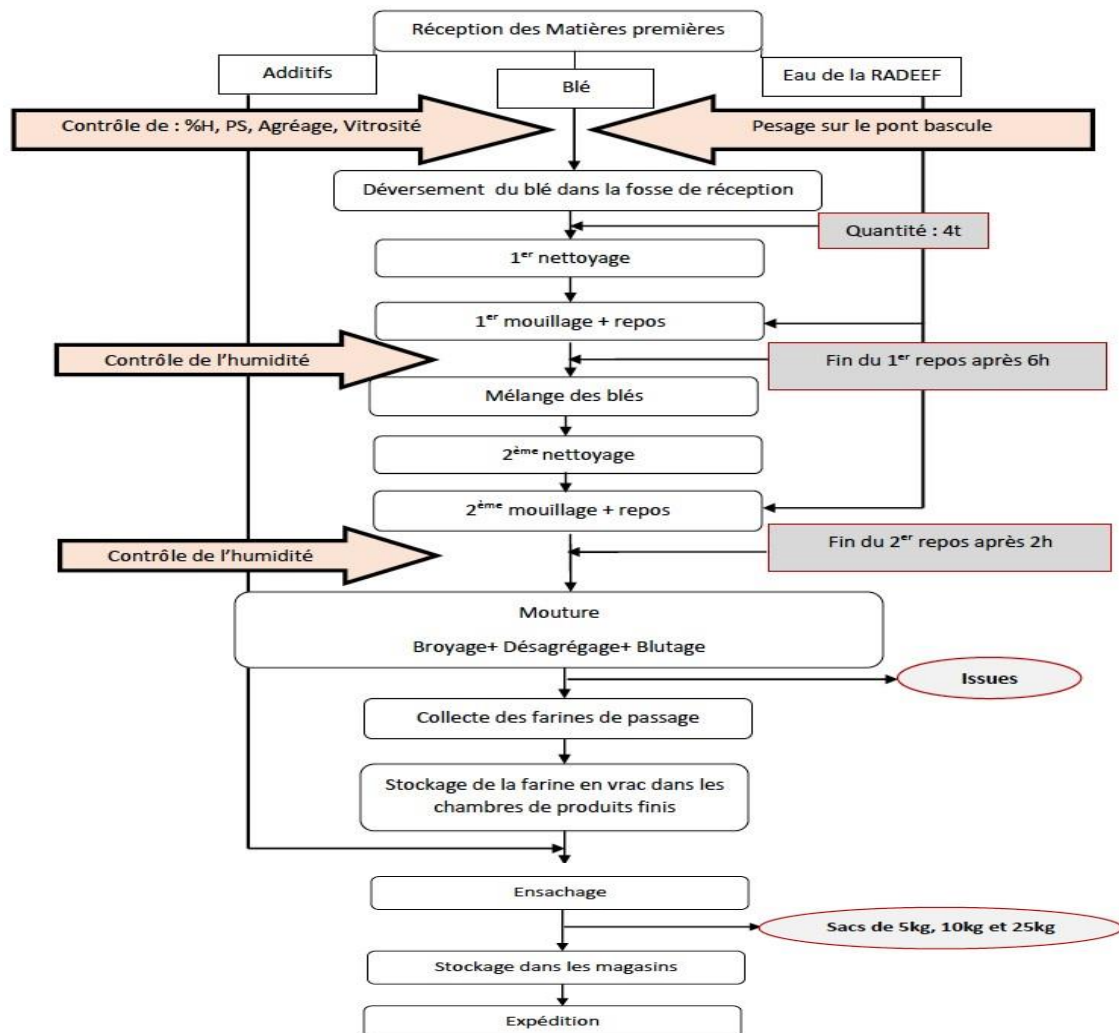 Réception des Matières premières
Additifs
Blé
Eau de la RADEEF
Contrôle de : %H, PS, Agréage, Vitrosité
Pesage sur le pont bascule
Déversement du blé dans la fosse de réception
Quantité : 4t
1er nettoyage
1er mouillage + repos
Contrôle de l'humidité
Fin du 1er repos après 6h
Mélange des blés
2ème nettoyage
2ème mouillage + repos
Contrôle de l'humidité
Fin du 2er repos après 2h
Mouture
Broyage+ Désagrégage+ Blutage
Issues
Collecte des farines de passage
Stockage de la farine en vrac dans les
chambres de produits finis
Ensachage
Sacs de 5kg, 10kg et 25kg
Stockage dans les magasins
Expédition